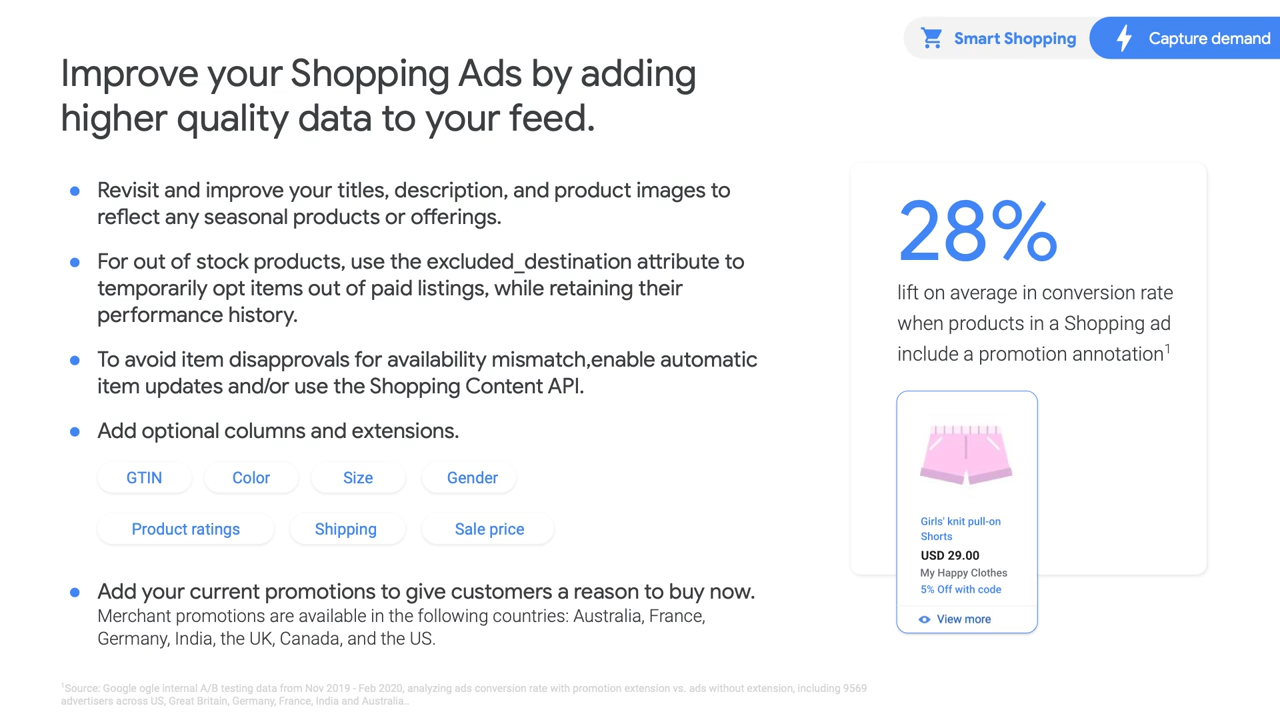 Smart Shopping
Capture demand
Improve your Shopping Ads by adding
higher quality data to your feed.
Revisit and improve your titles, description, and product images to
reflect any seasonal products or offerings.
For out of stock products, use the excluded_destination attribute to
temporarily opt items out of paid listings, while retaining their
performance history.
To avoid item disapprovals for availability mismatch,enable automatic
item updates and/or use the Shopping Content API.
Add optional columns and extensions.
GTIN
Color
Size
Gender
Product ratings
Shipping
Sale price
Add your current promotions to give customers a reason to buy now.
Merchant promotions are available in the following countries: Australia, France,
Germany, India, the UK, Canada, and the US.
28%
lift on average in conversion rate
when products in a Shopping ad
include a promotion annotation¹
Girls' knit pull-on
Shorts
USD 29.00
My Happy Clothes
5% Off with code
View more
¹Source: Google ogle internal A/B testing data from Nov 2019 - Feb 2020, analyzing ads conversion rate with promotion extension vs. ads without extension, including 9569
advertisers across US, Great Britain, Germany, France, India and Australia..